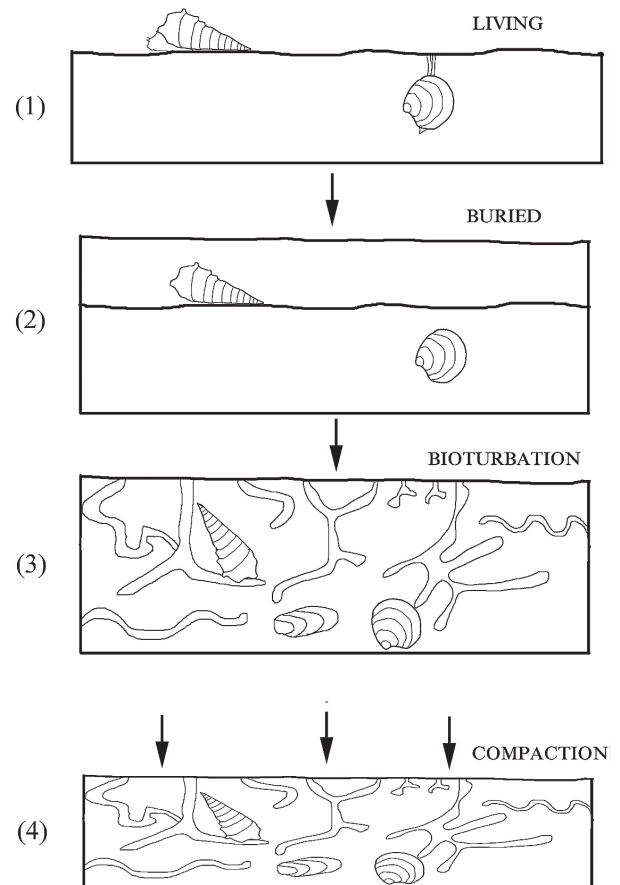 LIVING
(1)
BURIED
(2)
BIOTURBATION
(3)
COMPACTION
(4)